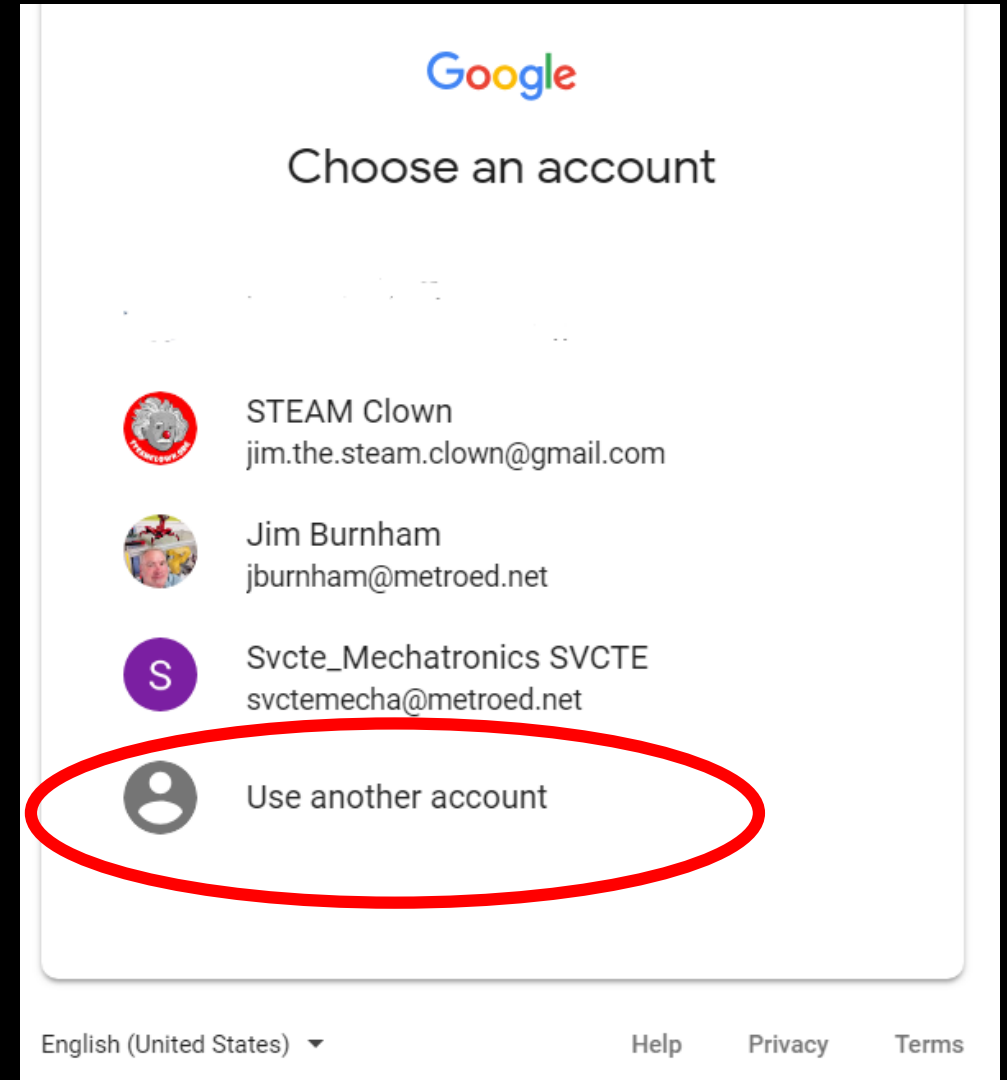 Google
Choose an account
STEAM Clown
jim.the.steam.clown@gmail.com
Jim Burnham
jburnham@metroed.net
S
Svcte_Mechatronics SVCTE
svctemecha@metroed.net
Use another account
English (United States)
Help Privacy Terms